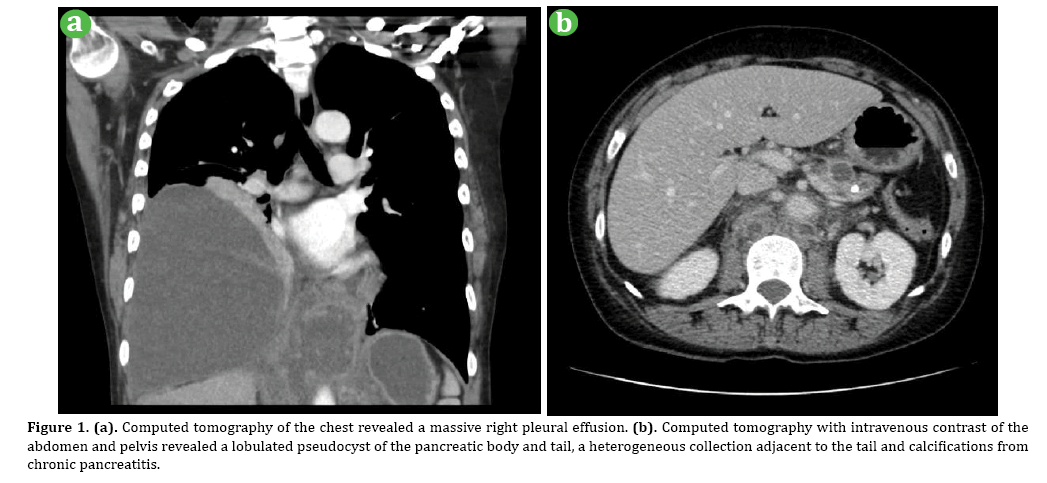 a
b
Figure 1. (a). Computed tomography of the chest revealed a massive right pleural effusion. (b). Computed tomography with intravenous contrast of the
abdomen and pelvis revealed a lobulated pseudocyst of the pancreatic body and tail, a heterogeneous collection adjacent to the tail and calcifications from
chronic pancreatitis.